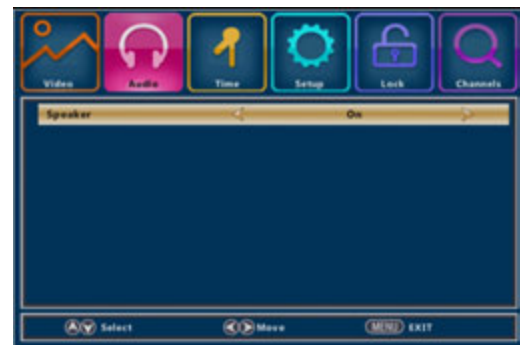 Video Audio Time Setup Lock Channels
Speaker On
Select Move MENU EXIT